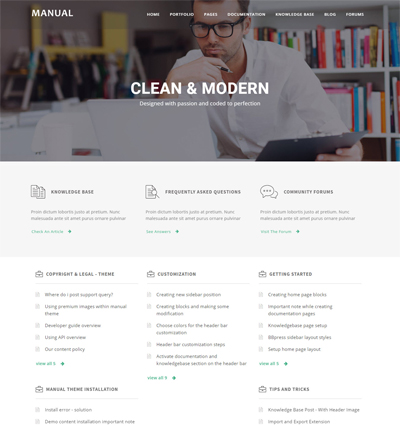 MANUAL
HOME PORTFOLIO PAGES DOCUMENTATION KNOWLEDGE BASE BLOG FORUMS
CLEAN & MODERN
Designed with passion and coded to perfection
KNOWLEDGE BASE
Proin dictum lobortis justo at pretium. Nunc
malesuada ante sit amet purus ornare pulvinar
Check An Article
FREQUENTLY ASKED QUESTIONS
Proin dictum lobortis justo at pretium. Nunc
malesuada ante sit amet purus ornare pulvinar
See Answers
COMMUNITY FORUMS
Proin dictum lobortis justo at pretium. Nunc
malesuada ante sit amet purus ornare pulvinar
Visit The Forum
COPYRIGHT & LEGAL - THEME
Where do I post support query?
Using premium images within manual
theme
Developer guide overview
Using API overview
Our content policy
view all 5
CUSTOMIZATION
Creating new sidebar position
Creating blocks and making some
modification
Choose colors for the header bar
customization
Header bar customization steps
Activate documentation and
Knowledgebase section on the header bar
view all 5
GETTING STARTED
Creating home page blocks
Important note while creating
documentation pages
Knowledgebase page setup
BBpress sidebar layout styles
Setup home page layout
view all 5
MANUAL THEME INSTALLATION
Install error - solution
Demo content installation important note
TIPS AND TRICKS
Knowledge Base Post - With Header Image
Import and Export Extension